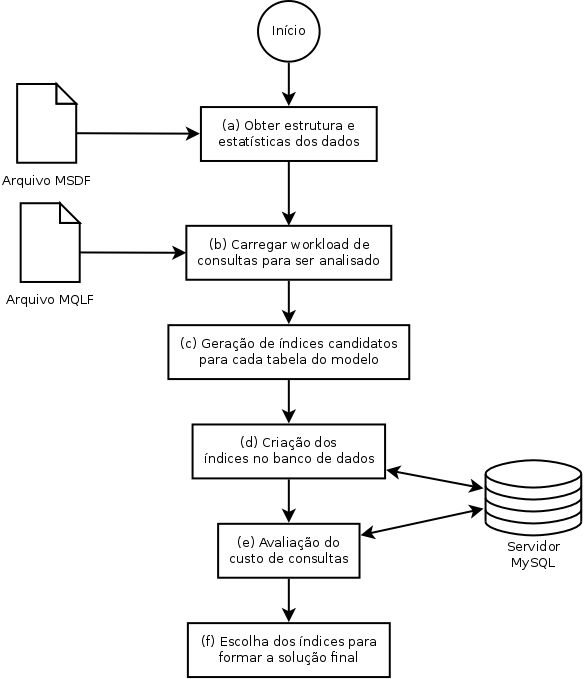 Início
(a) Obter estrutura e
estatísticas dos dados
Arquivo MSDF
(b) Carregar workload de
consultas para ser analisado
Arquivo MQLF
(c) Geração de índices candidatos
para cada tabela do modelo
(d) Criação dos
índices no banco de dados
(e) Avaliação do
custo de consultas
Servidor
MySQL
(f) Escolha dos índices para
formar a solução final